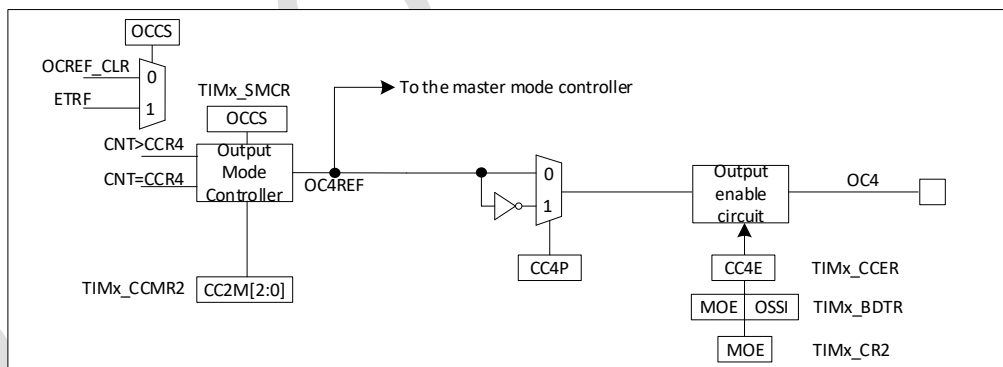 OCCS
OCREF_CLR
0
ETRF
1
TIMx_SMCR
OCCS
To the master mode controller
CNT>CCR4
CNT=CCR4
Output
Mode
Controller
OC4REF
0
1
CC4P
Output
enable
circuit
OC4
TIMx_CCMR2
CC2M[2:0]
CC4E
TIMx_CCER
MOE
OSSI
TIMx_BDTR
MOE
TIMx_CR2